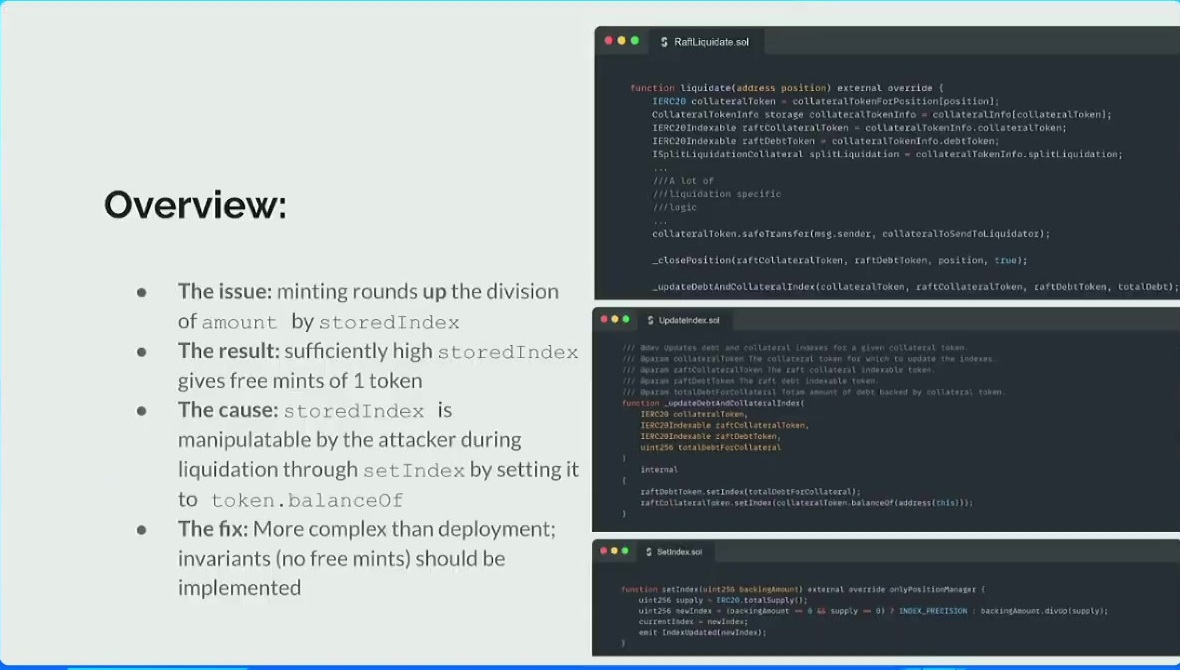 Overview:
● The issue: minting rounds up the division
of amount by storedIndex
● The result: sufficiently high storedIndex
gives free mints of 1 token
● The cause: storedIndex is
manipulatable by the attacker during
liquidation through setIndex by setting it
to token.balanceOf
● The fix: More complex than deployment;
invariants (no free mints) should be
implemented
RaftLiquidate.sol
function liquidate(address position) external override {
IERC20 collateralToken = collateralTokenForPosition[position];
CollateralTokenInfo storage collateralTokenInfo = collateralInfo[collateralToken];
IERC20Indexable raftCollateralToken = collateralTokenInfo.collateralToken;
IERC20Indexable raftDebtToken = collateralTokenInfo.debtToken;
ISplitLiquidationCollateral splitLiquidation = collateralTokenInfo.splitLiquidation;
...
///A lot of
///liquidation specific
///logic
...
collateralToken.safeTransfer(msg.sender, collateralToSendToLiquidator);
_closePosition(raftCollateralToken, raftDebtToken, position, true);
_updateDebtAndCollateralIndex(collateralToken, raftCollateralToken, raftDebtToken, totalDebt);
UpdateIndex.sol
/// @dev Updates debt and collateral indexes for a given collateral token.
/// @param collateralToken The collateral token for which to update the indexes.
/// @param raftCollateralToken The raft collateral indexable token.
/// @param raftDebtToken The raft debt indexable token.
/// @param totalDebtForCollateral Totam amount of debt backed by collateral token.
function _updateDebtAndCollateralIndex(
IERC20 collateralToken,
IERC20Indexable raftCollateralToken,
IERC20Indexable raftDebtToken,
uint256 totalDebtForCollateral
)
internal
{
raftDebtToken.setIndex(totalDebtForCollateral);
raftCollateralToken.setIndex(collateralToken.balanceOf(address(this)));
}
SetIndex.sol
function setIndex(uint256 backingAmount) external override onlyPositionManager {
uint256 supply = ERC20.totalSupply();
uint256 newIndex = (backingAmount == 0 && supply == 0) ? INDEX_PRECISION : backingAmount.divUp(supply);
currentIndex = newIndex;
emit IndexUpdated(newIndex);
}